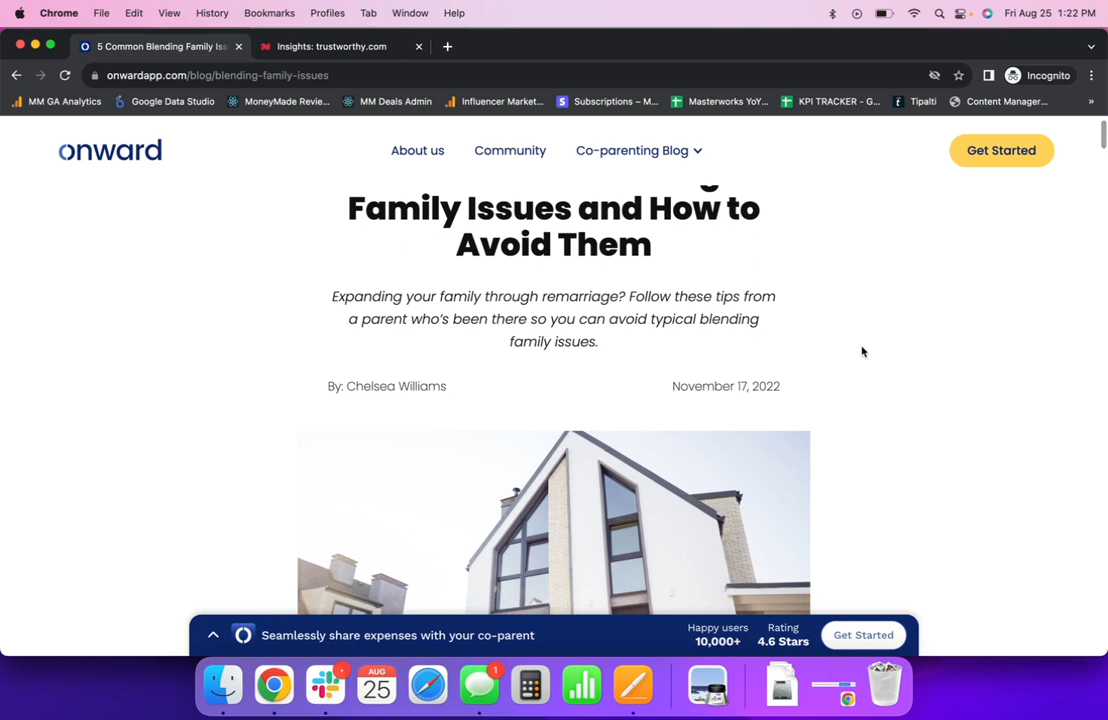 Chrome File Edit View History Bookmarks Profiles Tab Window Help Fri Aug 25 1:22 PM
5 Common Blending Family Iss Insights: trustworthy.com
onwardapp.com/blog/blending-family-issues Incognito
MM GA Analytics Google Data Studio MoneyMade Revie... MM Deals Admin Influencer Market... Subscriptions – M... Masterworks YoY... KPI TRACKER - G... Tipalti Content Manager... »
onward About us Community Co-parenting Blog Get Started
Family Issues and How to
Avoid Them
Expanding your family through remarriage? Follow these tips from
a parent who's been there so you can avoid typical blending
family issues.
By: Chelsea Williams November 17, 2022
Seamlessly share expenses with your co-parent Happy users 10,000+ Rating 4.6 Stars Get Started
AUG
25
1